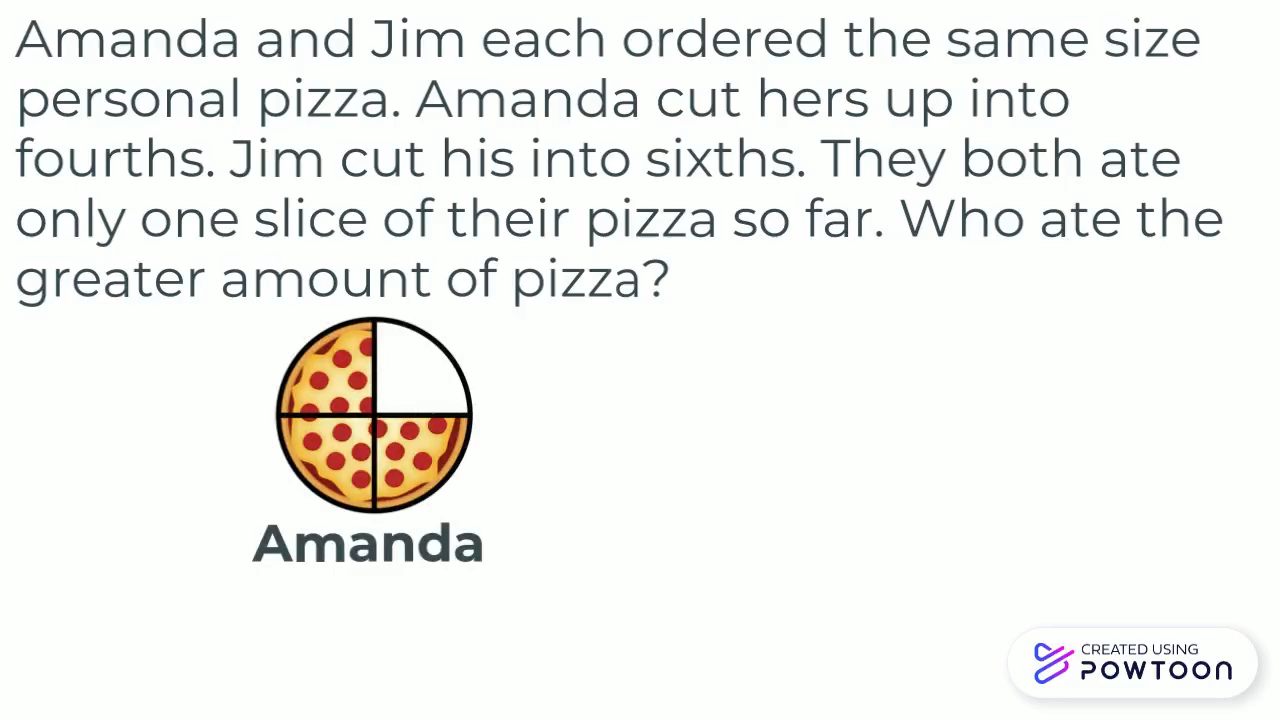 Amanda and Jim each ordered the same size
personal pizza. Amanda cut hers up into
fourths. Jim cut his into sixths. They both ate
only one slice of their pizza so far. Who ate the
greater amount of pizza?
Amanda
CREATED USING
POWTOON